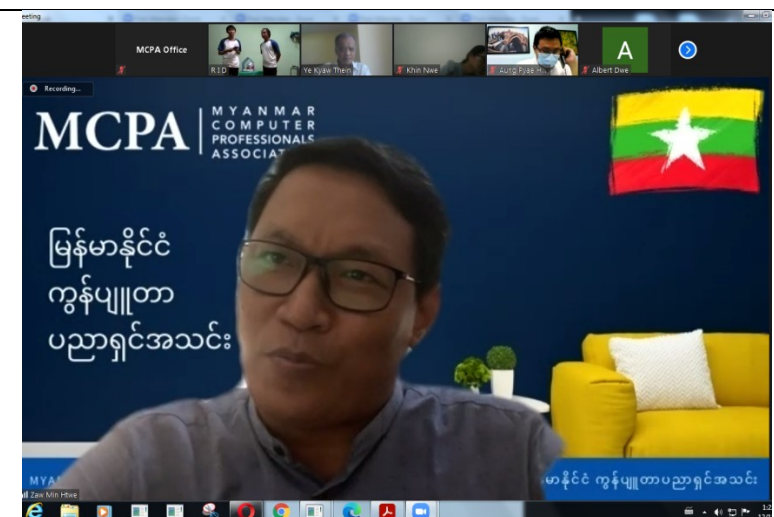 eeting
MCPA Office
R I D
Ye Kyaw Thein
Khin Nwe
Aung Pyae H
Albert Dwe
A
Recording...
MCPA
MYANMAR
COMPUTER
PROFESSIONALS
ASSOCIAT
မြန်မာနိုင်ငံ
ကွန်ပျူတာ
ပညာရှင်အသင်း
MYA
မာနိုင်ငံ ကွန်ပျူတာပညာရှင်အသင်း
Zaw Min Htwe